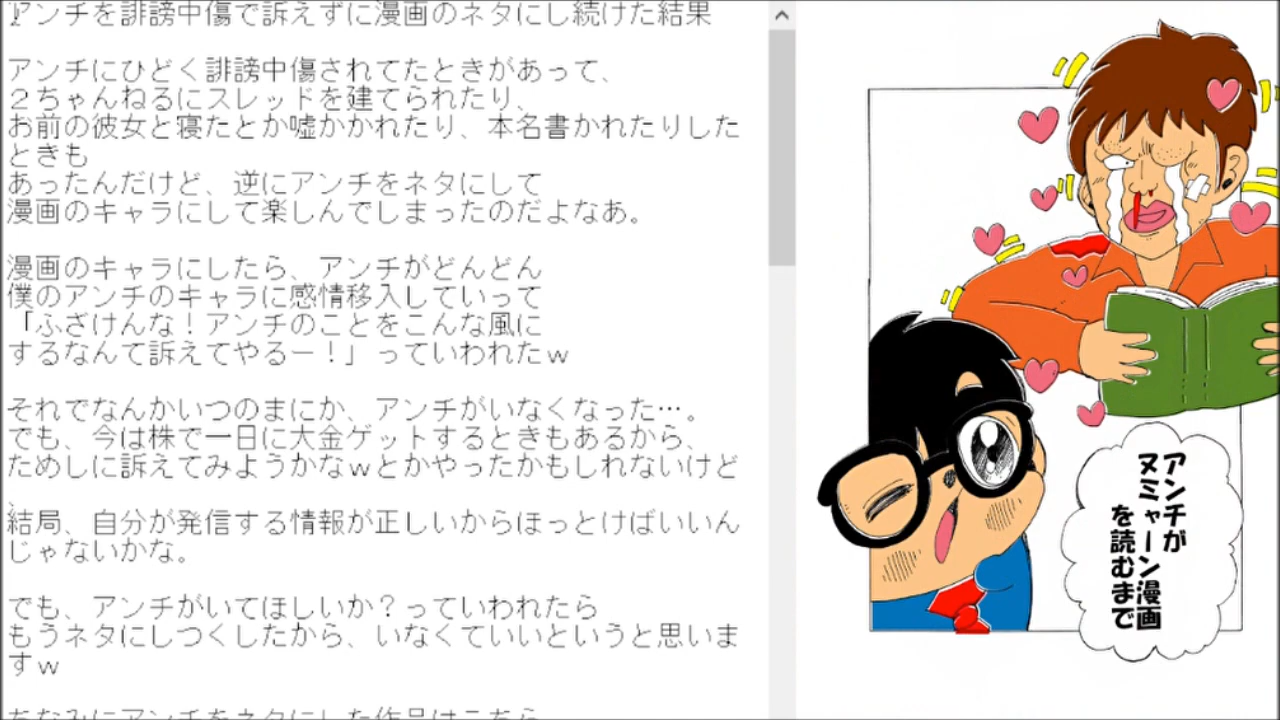 アンチを誹謗中傷で訴えずに漫画のネタにし続けた結果
アンチにひどく誹謗中傷されてたときがあって、
２ちゃんねるにスレッドを建てられたり、
お前の彼女と寝たとか嘘かかれたり、本名書かれたりした
ときも
あったんだけど、逆にアンチをネタにして
漫画のキャラにして楽しんでしまったのだよなあ。
漫画のキャラにしたら、アンチがどんどん
僕のアンチのキャラに感情移入していって
「ふざけんな！アンチのことをこんな風に
するなんて訴えてやるー！」っていわれたｗ
それでなんかいつのまにか、アンチがいなくなった…。
でも、今は株で一日に大金ゲットするときもあるから、
ためしに訴えてみようかなｗとかやったかもしれないけど
、
結局、自分が発信する情報が正しいからほっとけばいいん
じゃないかな。
でも、アンチがいてほしいか？っていわれたら
もうネタにしつくしたから、いなくていいというと思いま
すｗ
ちなみにアンチをネタにした作品はこちら
アンチが
ヌミャーン漫画
を読むまで